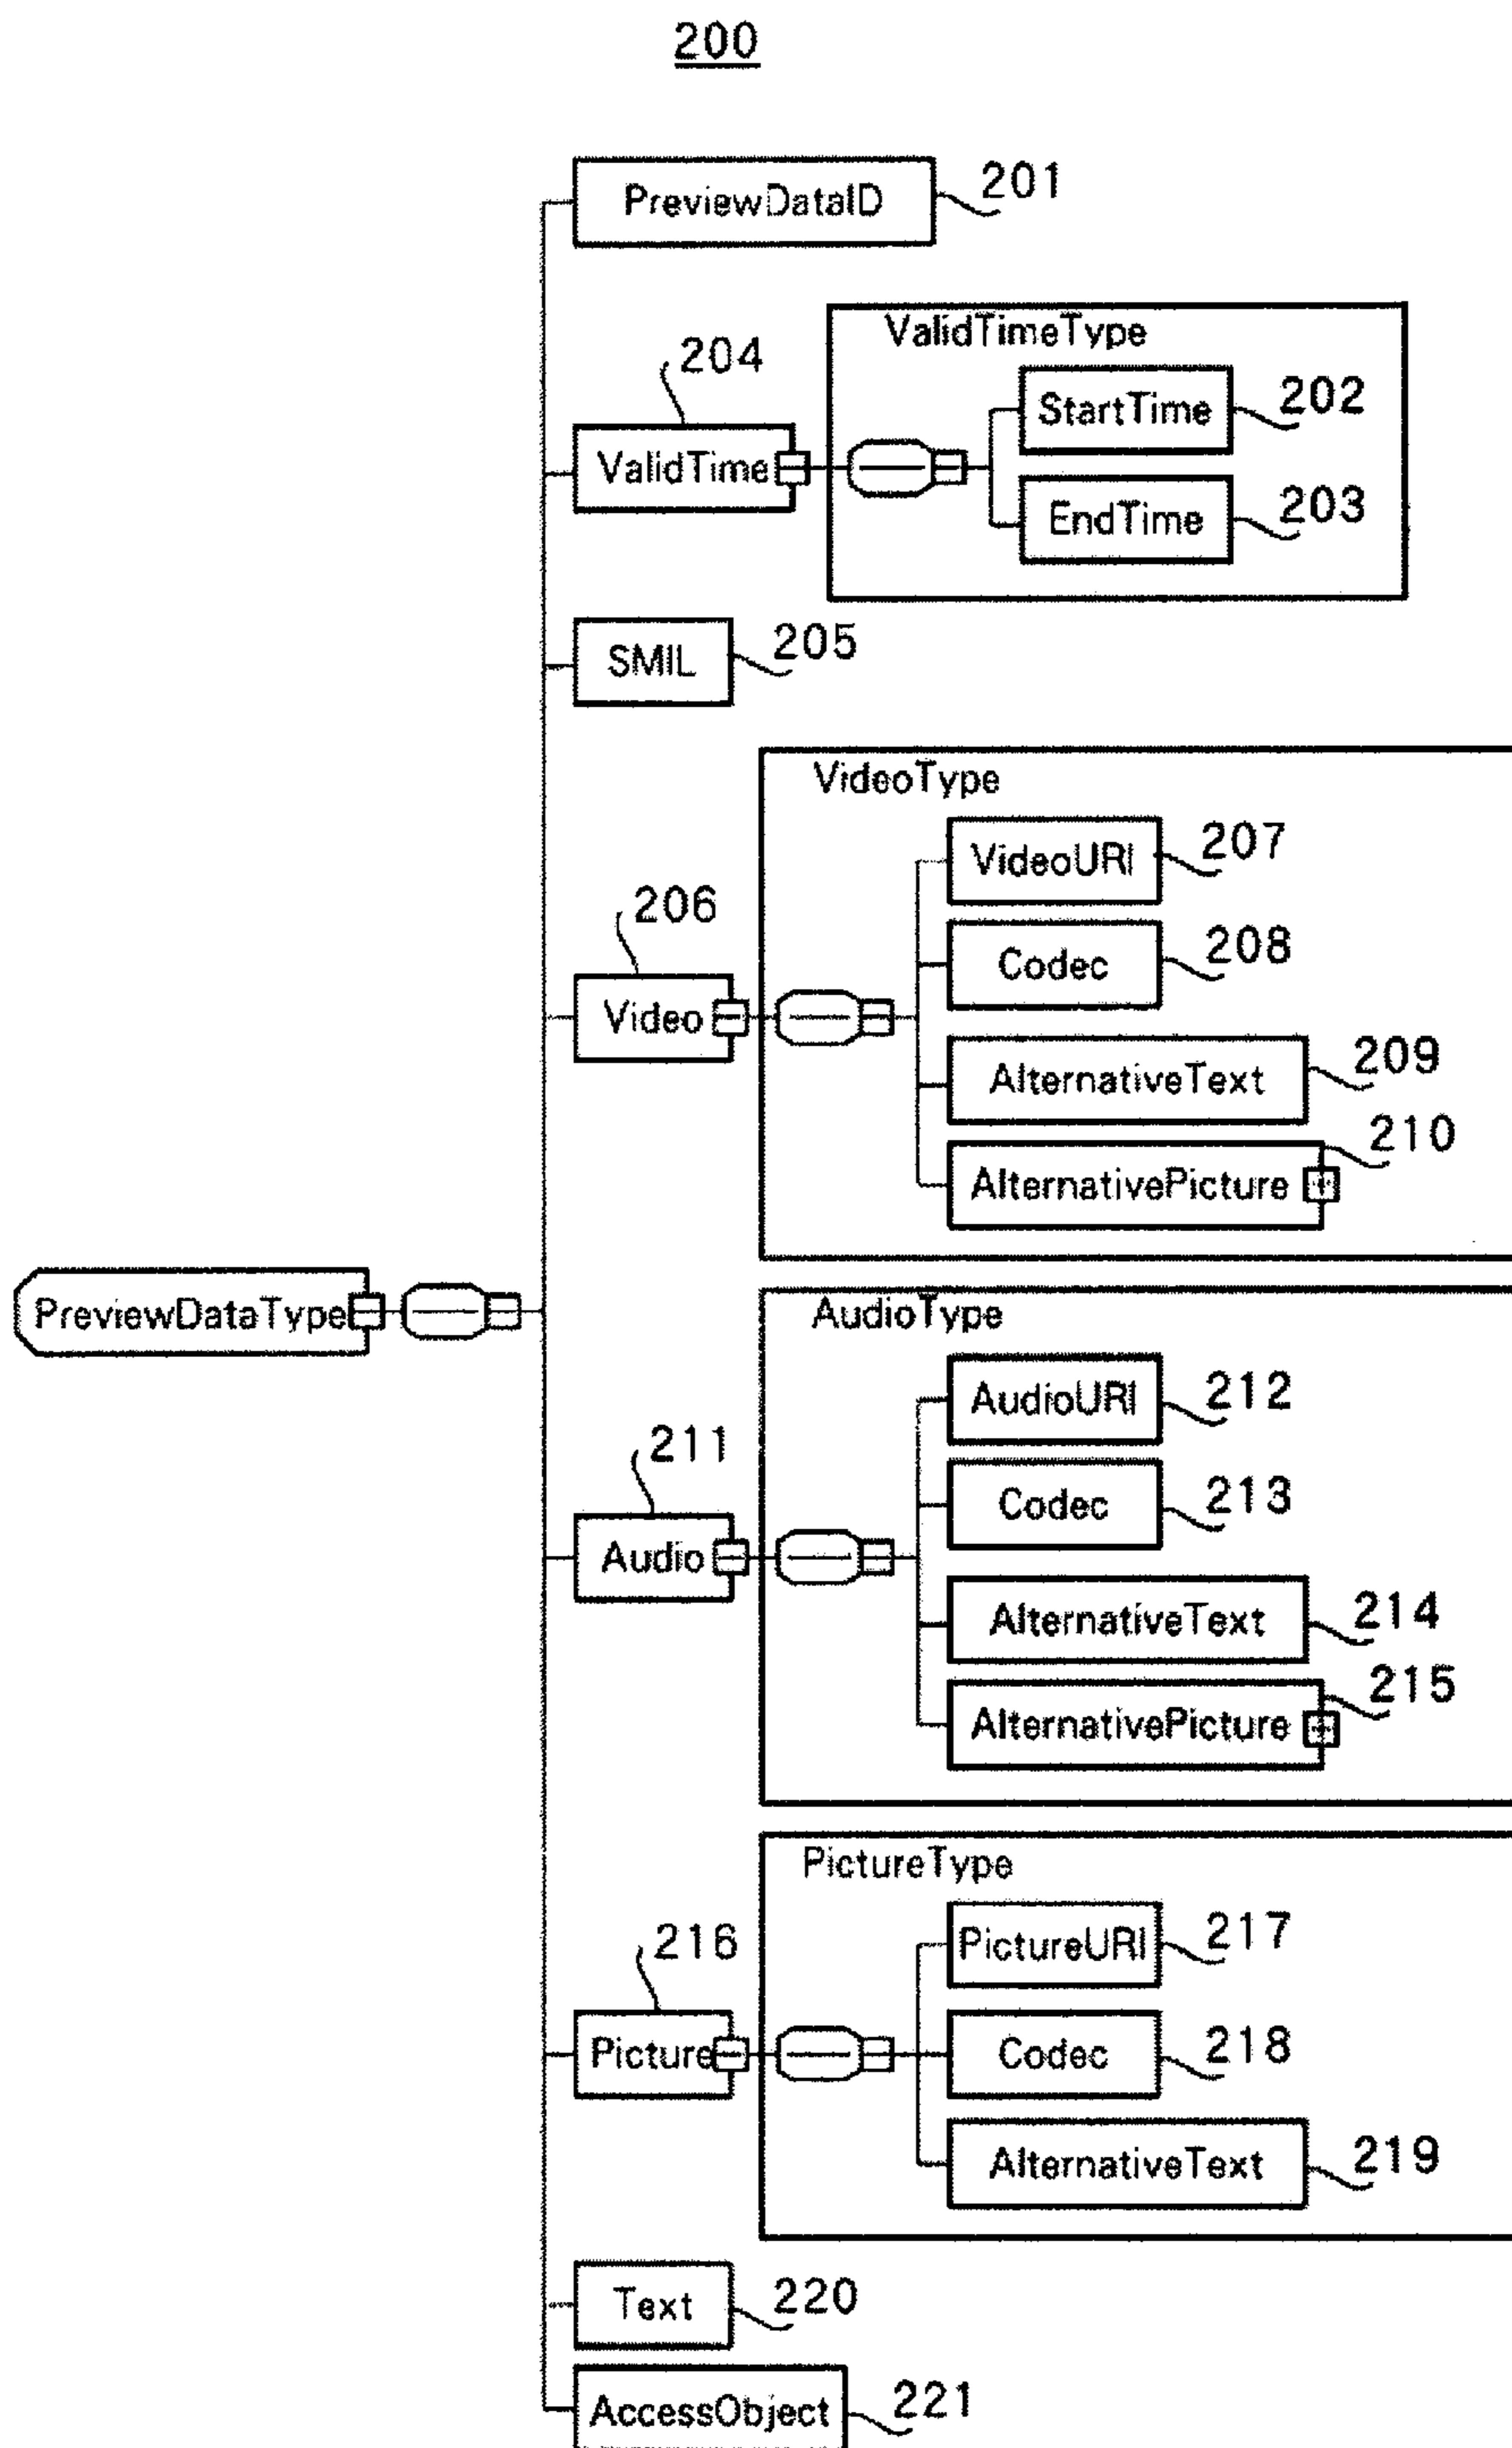 200
PreviewDataID 201
ValidTimeType
204
StartTime 202
ValidTime
EndTime 203
SMIL 205
VideoType
VideoURI 207
206
Codec 208
Video
AlternativeText 209
AlternativePicture 210
PreviewDataType
AudioType
AudioURI 212
211
Codec 213
Audio
AlternativeText 214
AlternativePicture 215
PictureType
PictureURI 217
216
Codec 218
Picture
AlternativeText 219
Text 220
AccessObject 221